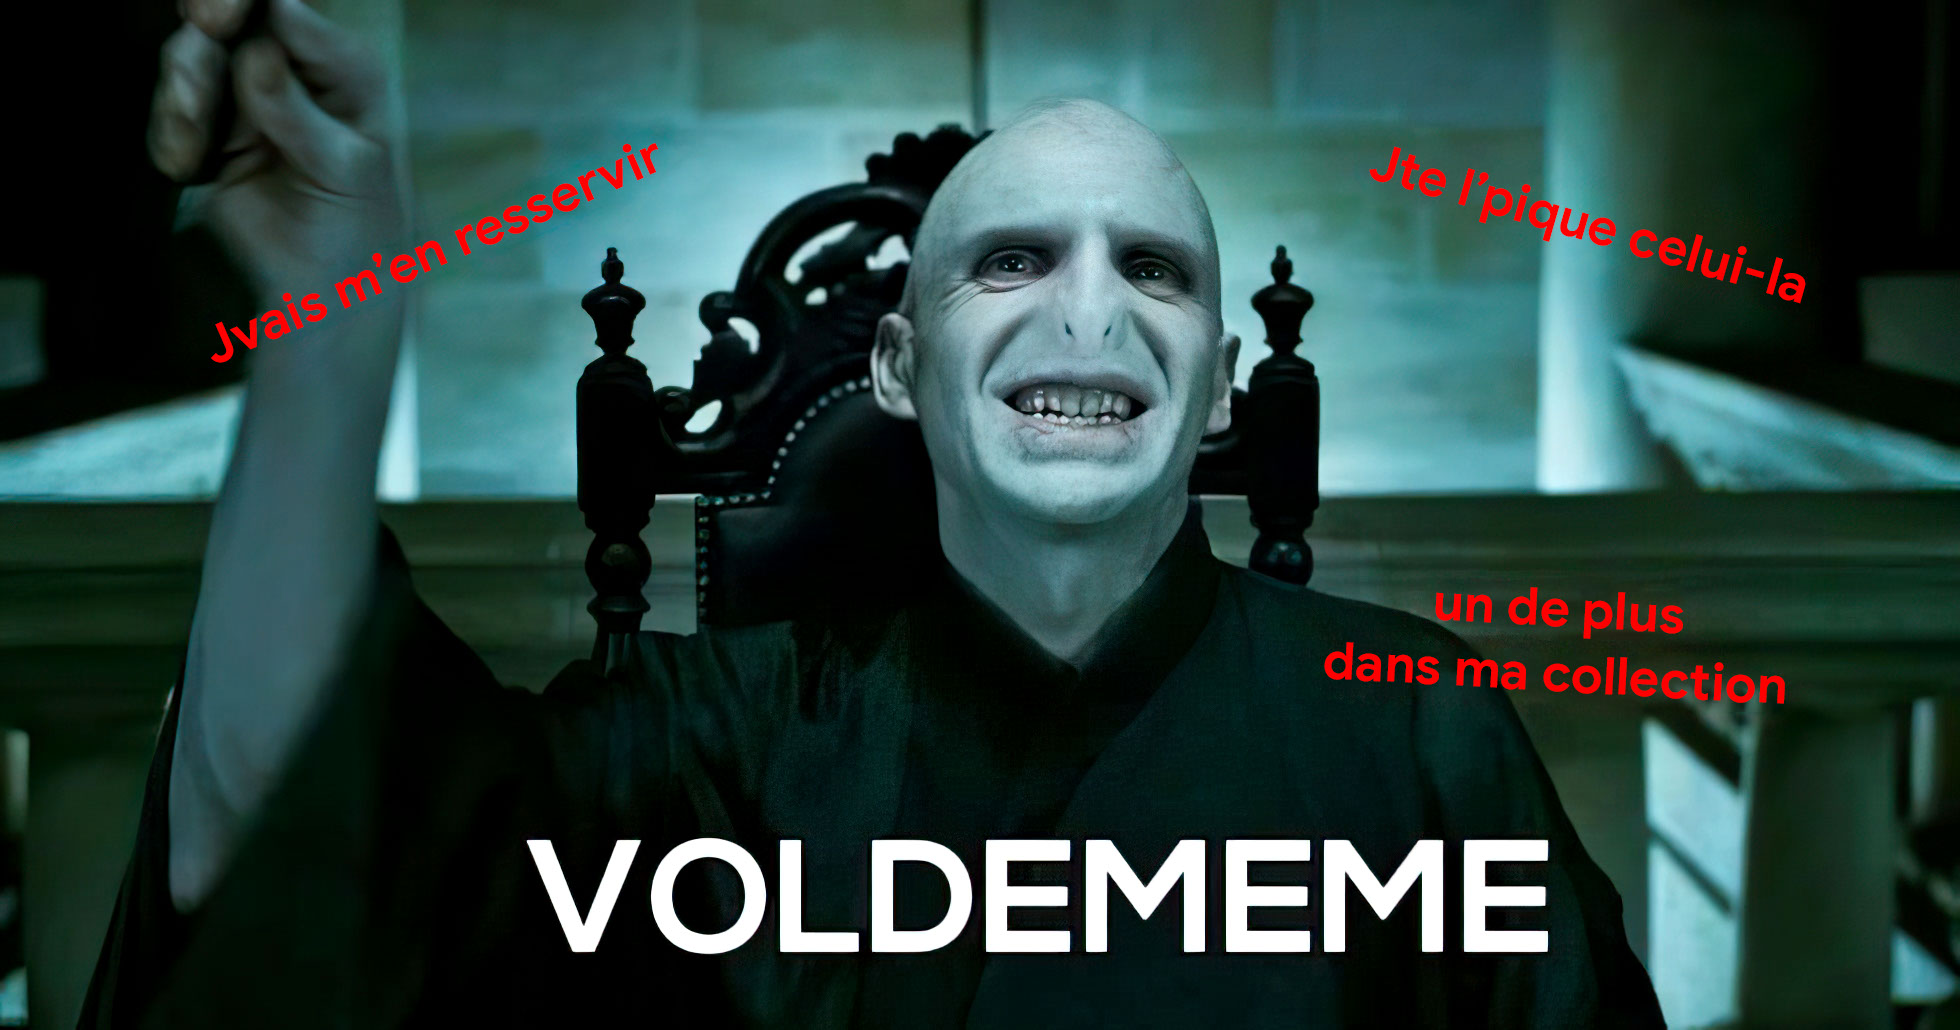 Jvais m'en resservir
Jte l'pique celui-la
un de plus
dans ma collection
VOLDEMEME